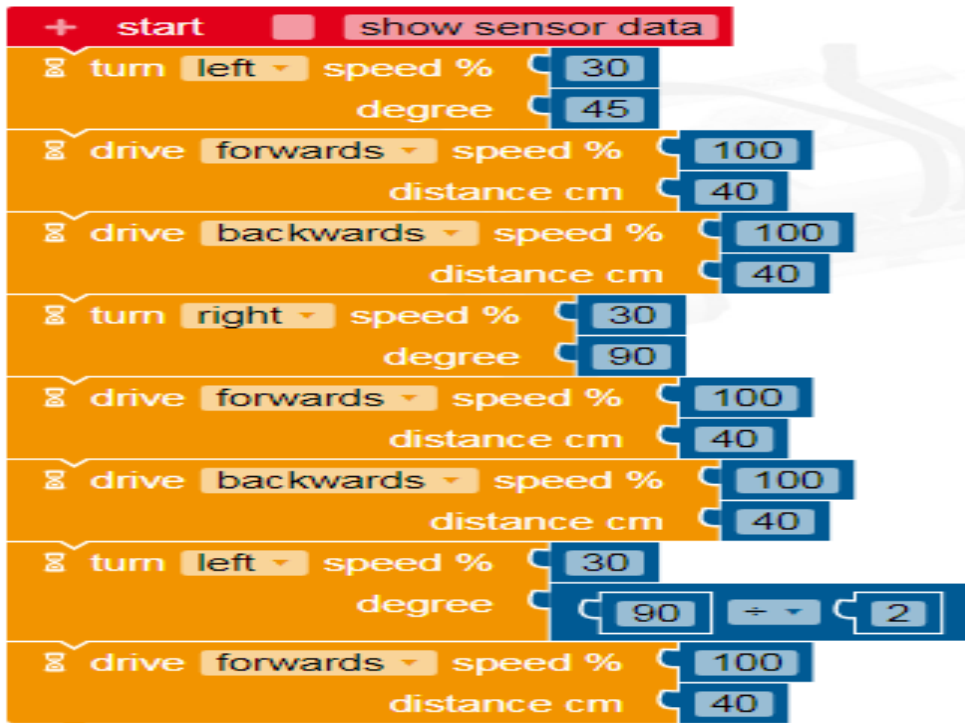 + start show sensor data
turn left speed % 30
degree 45
drive forwards speed % 100
distance cm 40
drive backwards speed % 100
distance cm 40
turn right speed % 30
degree 90
drive forwards speed % 100
distance cm 40
drive backwards speed % 100
distance cm 40
turn left speed % 30
degree 90 ÷ 2
drive forwards speed % 100
distance cm 40